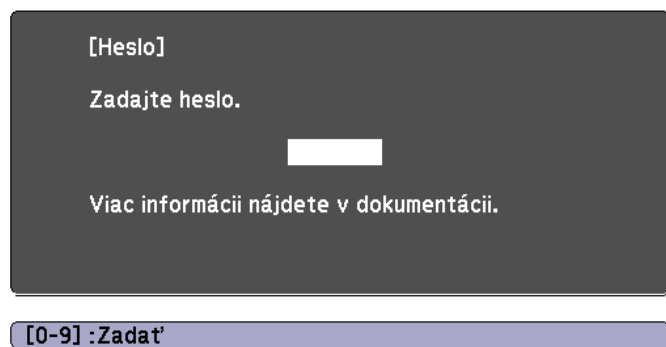 [Heslo]
Zadajte heslo.
Viac informácii nájdete v dokumentácii.
[0-9] :Zadať